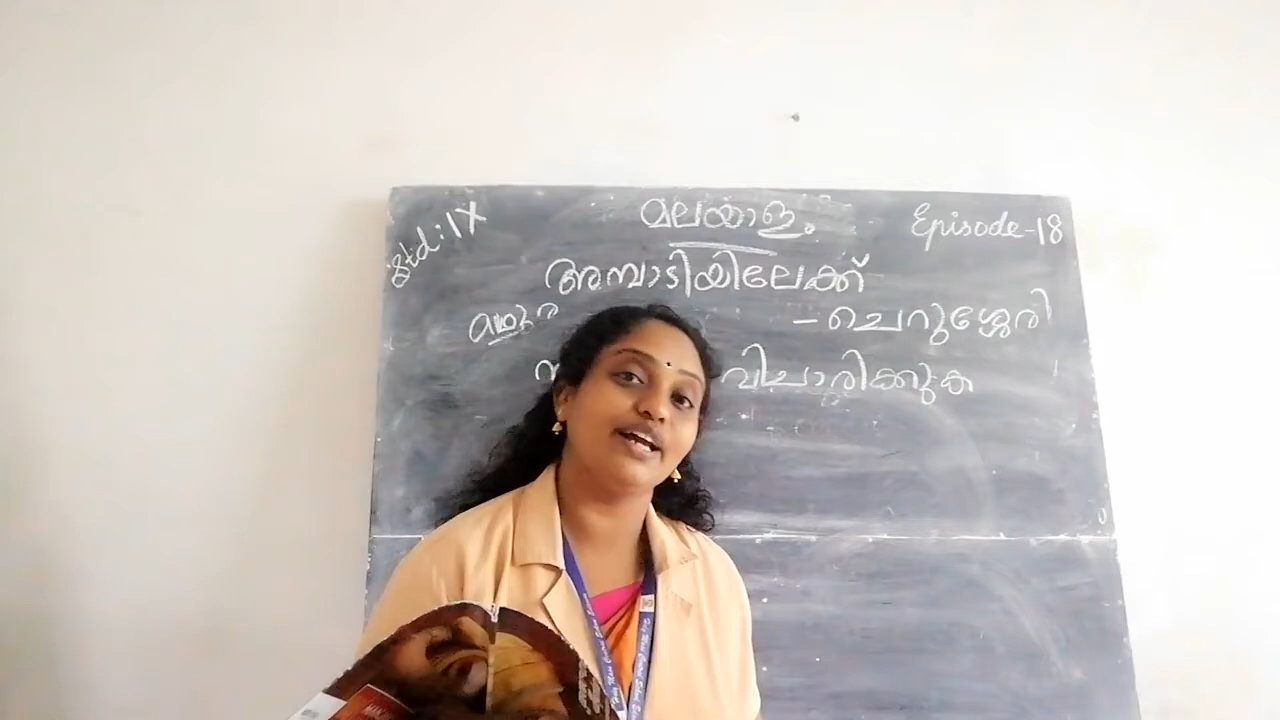 Std: IX
മലയാളം
Episode-18
അമ്പാടിയിലേക്ക്
- ചെറുശ്ശേരി
വിചാരിക്കുക